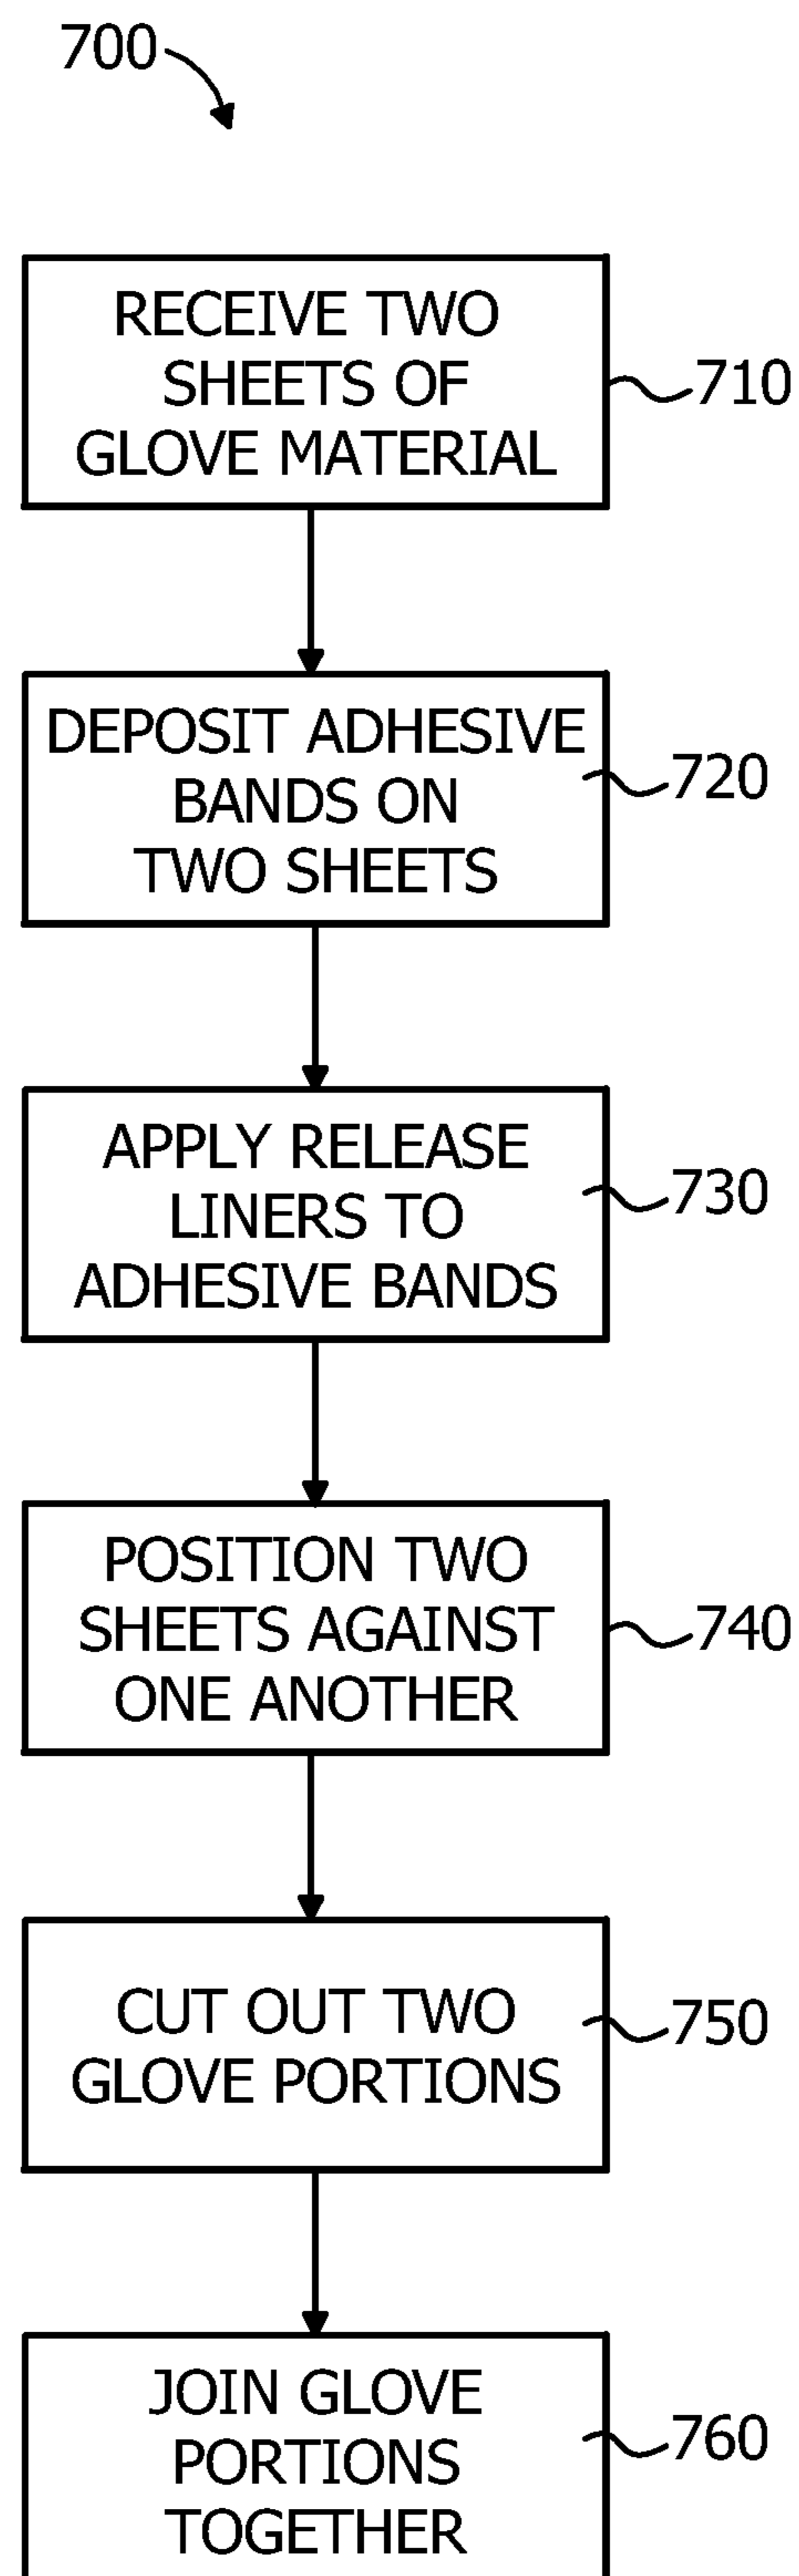 700
RECEIVE TWO
SHEETS OF
GLOVE MATERIAL
710
DEPOSIT ADHESIVE
BANDS ON
TWO SHEETS
720
APPLY RELEASE
LINERS TO
ADHESIVE BANDS
730
POSITION TWO
SHEETS AGAINST
ONE ANOTHER
740
CUT OUT TWO
GLOVE PORTIONS
750
JOIN GLOVE
PORTIONS
TOGETHER
760